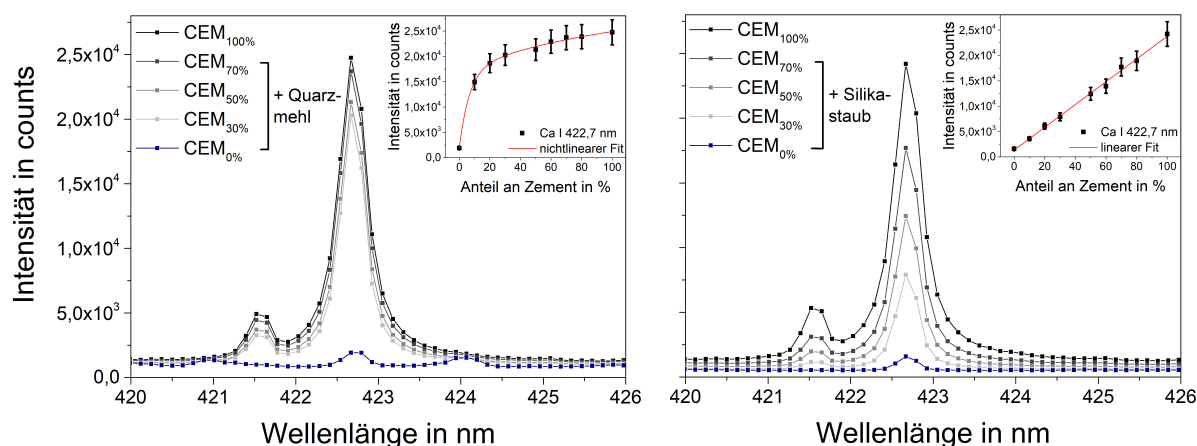 Intensität in counts
2,5x10⁴
2,0x10⁴
1,5x10⁴
1,0x10⁴
5,0x10³
0,0
420 421 422 423 424 425 426
Wellenlänge in nm
CEM100%
CEM70%
CEM50%
CEM30%
CEM0%
+ Quarz-
mehl
Intensität in counts
2,5x10⁴
2,0x10⁴
1,5x10⁴
1,0x10⁴
5,0x10³
0,0
0 20 40 60 80 100
Anteil an Zement in %
Ca I 422,7 nm
nichtlinearer Fit
420 421 422 423 424 425 426
Wellenlänge in nm
CEM100%
CEM70%
CEM50%
CEM30%
CEM0%
+ Silika-
staub
Intensität in counts
2,5x10⁴
2,0x10⁴
1,5x10⁴
1,0x10⁴
5,0x10³
0,0
0 20 40 60 80 100
Anteil an Zement in %
Ca I 422,7 nm
linearer Fit